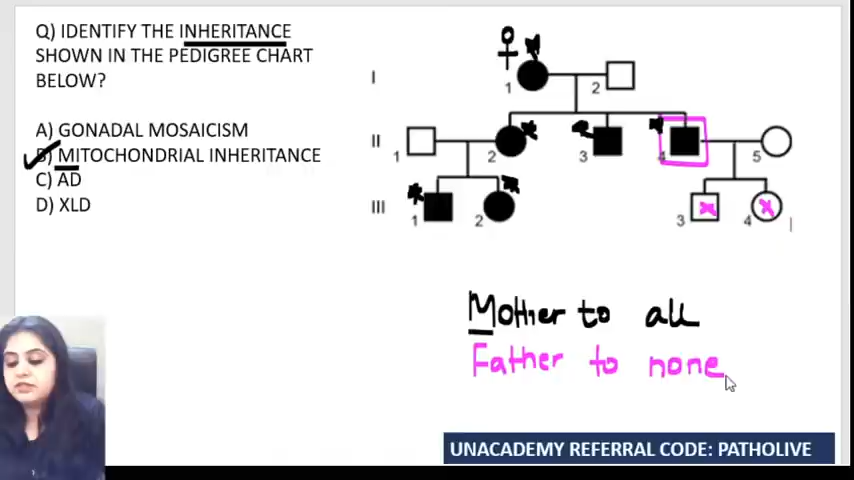 Q) IDENTIFY THE INHERITANCE
SHOWN IN THE PEDIGREE CHART
BELOW?
A) GONADAL MOSAICISM
B) MITOCHONDRIAL INHERITANCE
C) AD
D) XLD
I
1
2
II
1
2
3
4
5
III
1
2
3
4
Mother to all
Father to none
UNACADEMY REFERRAL CODE: PATHOLIVE